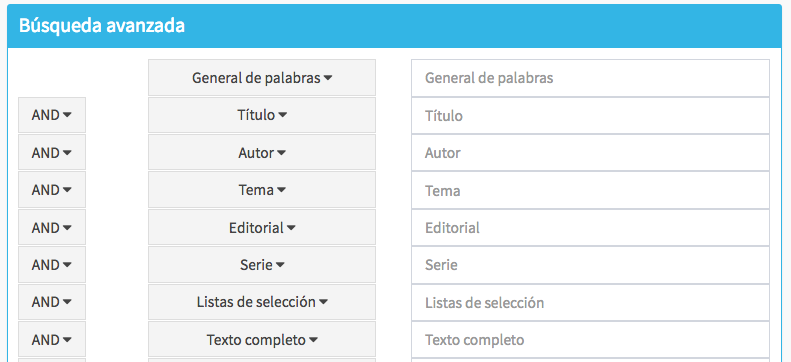 Búsqueda avanzada
General de palabras General de palabras
AND Título Título
AND Autor Autor
AND Tema Tema
AND Editorial Editorial
AND Serie Serie
AND Listas de selección Listas de selección
AND Texto completo Texto completo